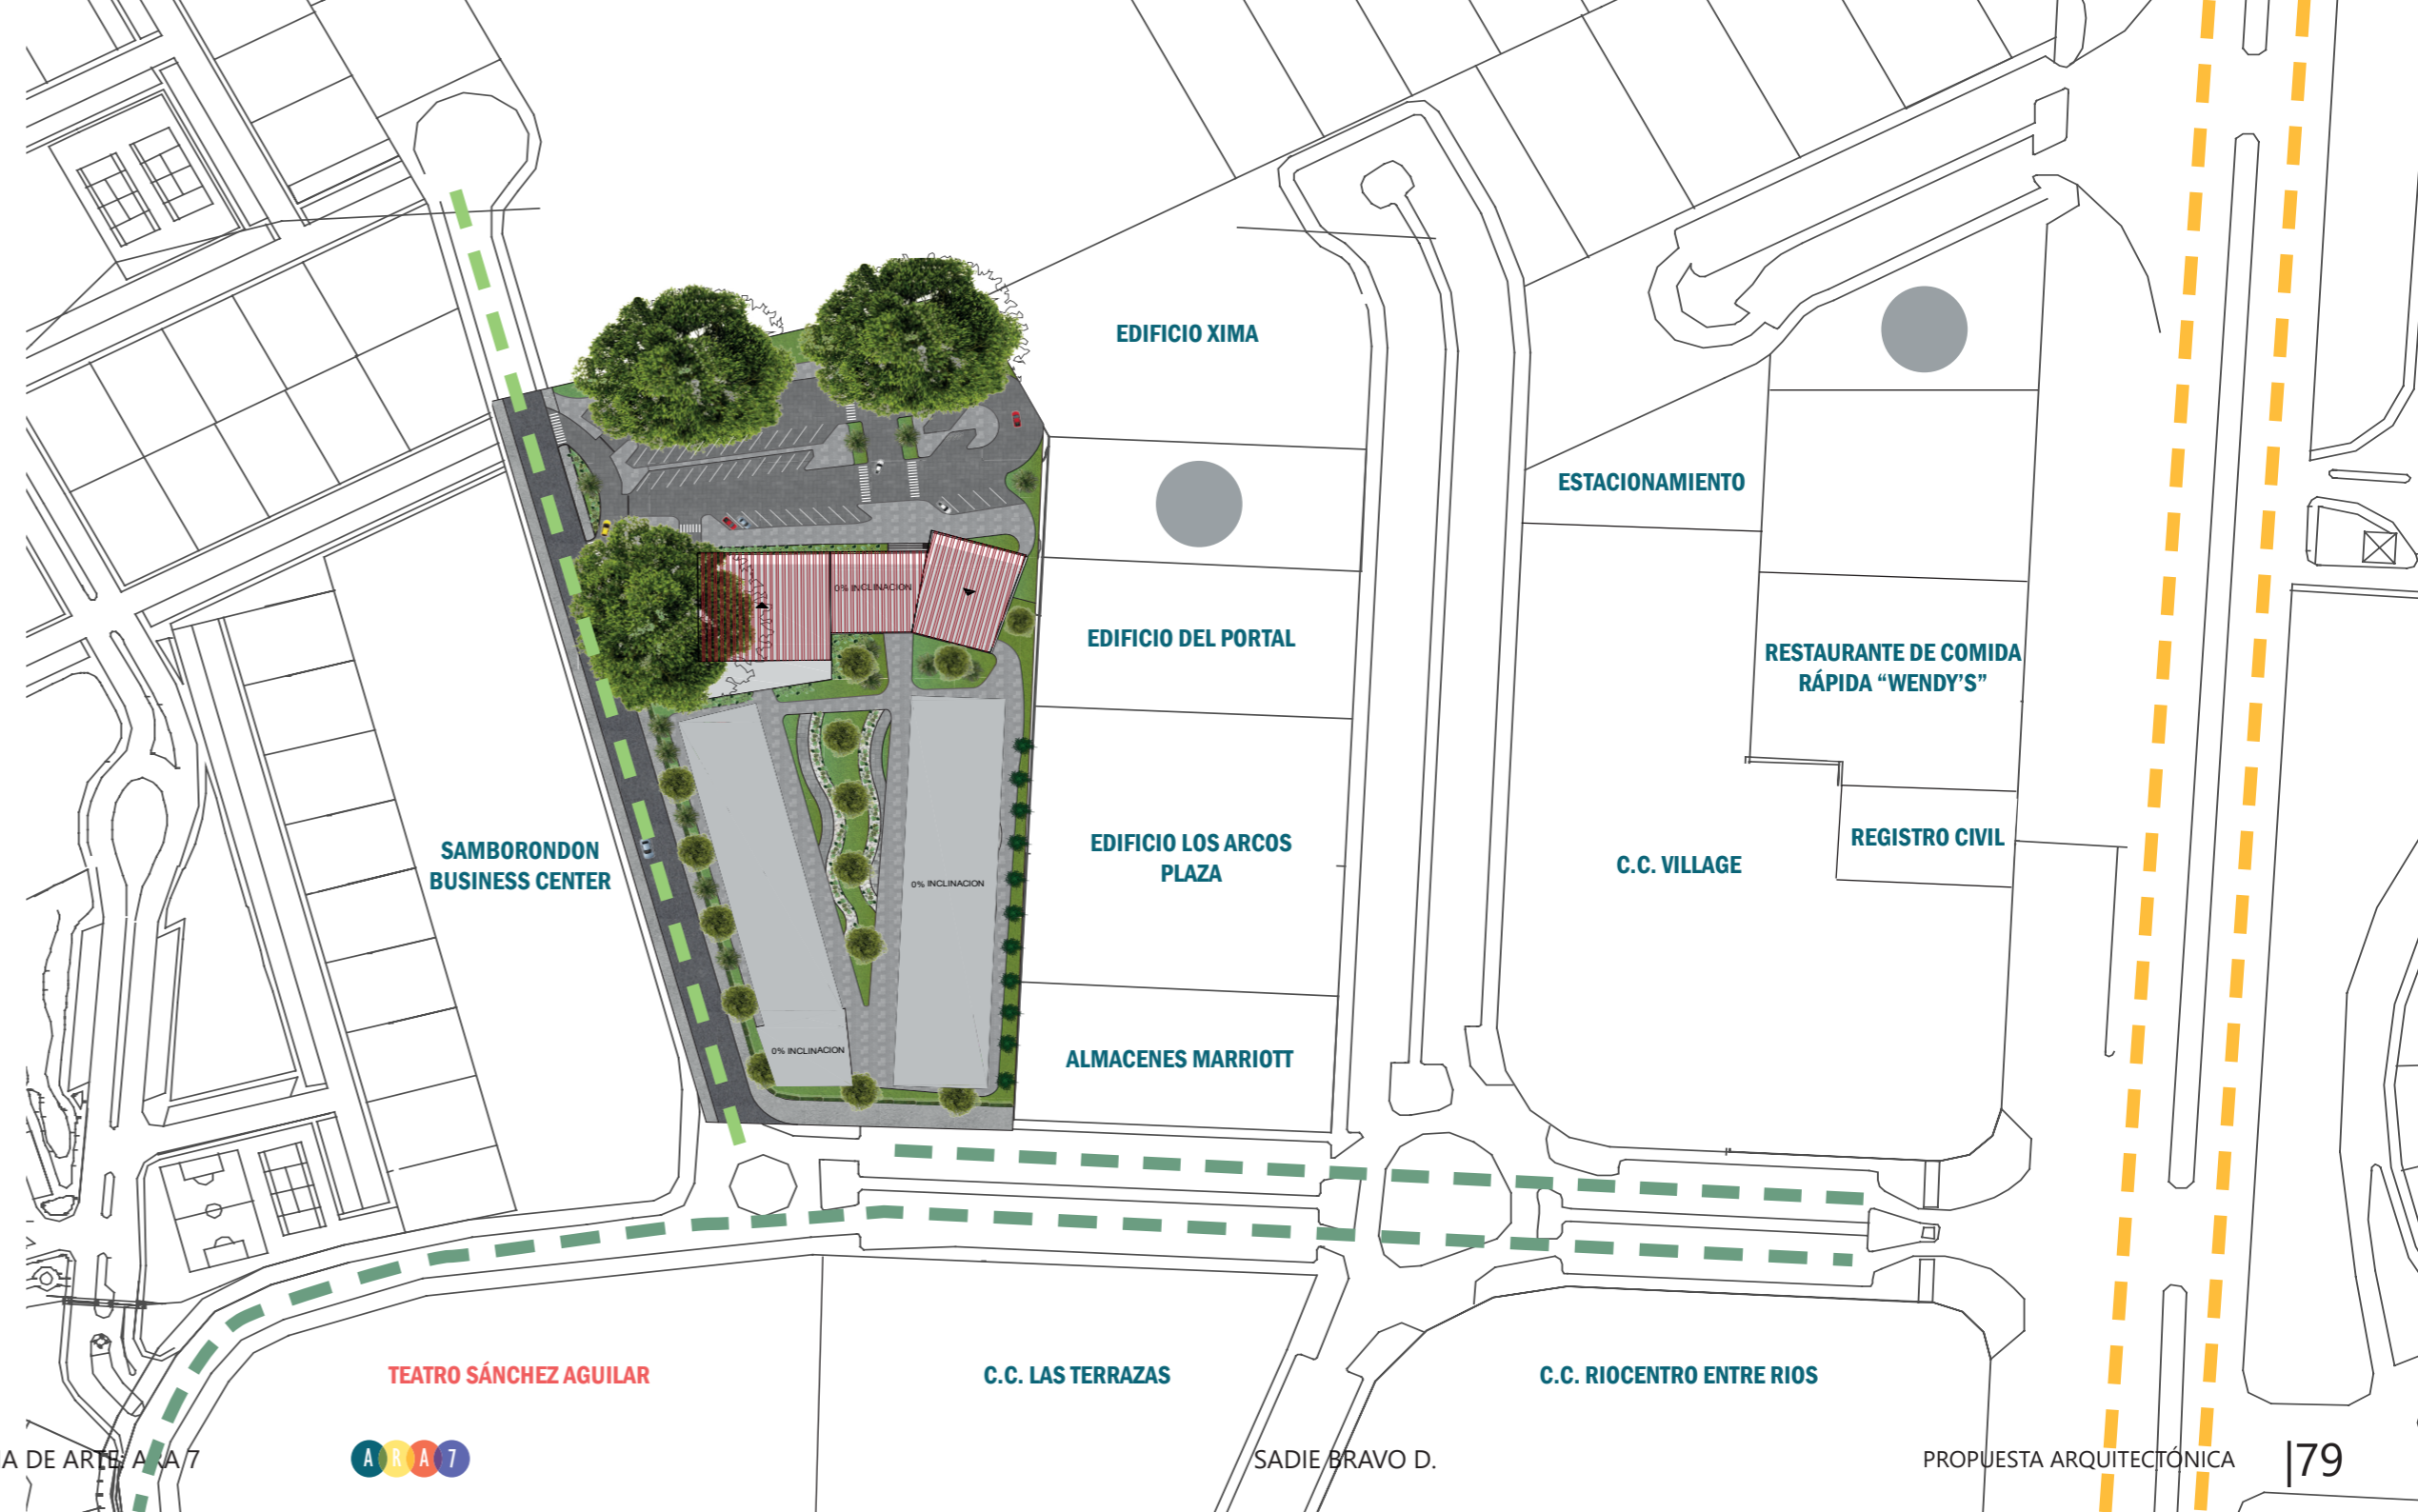 EDIFICIO XIMA
ESTACIONAMIENTO
0% INCLINACION
EDIFICIO DEL PORTAL
RESTAURANTE DE COMIDA
RÁPIDA “WENDY’S”
SAMBORONDON
BUSINESS CENTER
EDIFICIO LOS ARCOS
PLAZA
0% INCLINACION
C.C. VILLAGE
REGISTRO CIVIL
0% INCLINACION
ALMACENES MARRIOTT
TEATRO SÁNCHEZ AGUILAR
C.C. LAS TERRAZAS
C.C. RIOCENTRO ENTRE RIOS
A DE ARTE: ARA 7
ARA7
SADIE BRAVO D.
PROPUESTA ARQUITECTÓNICA
|79